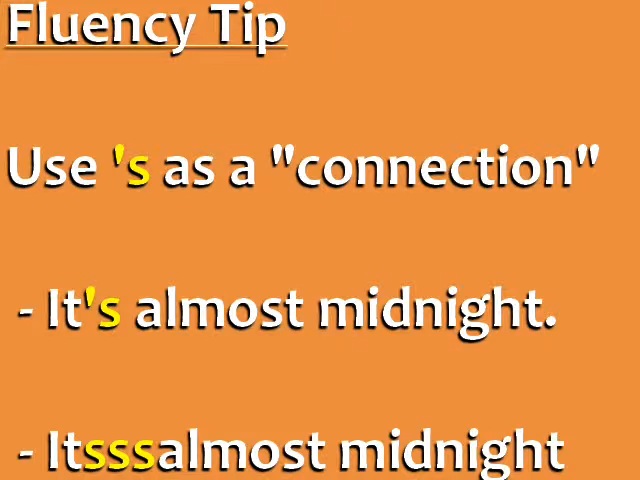 Fluency Tip
Use 's as a "connection"
- It's almost midnight.
- Itsssalmost midnight